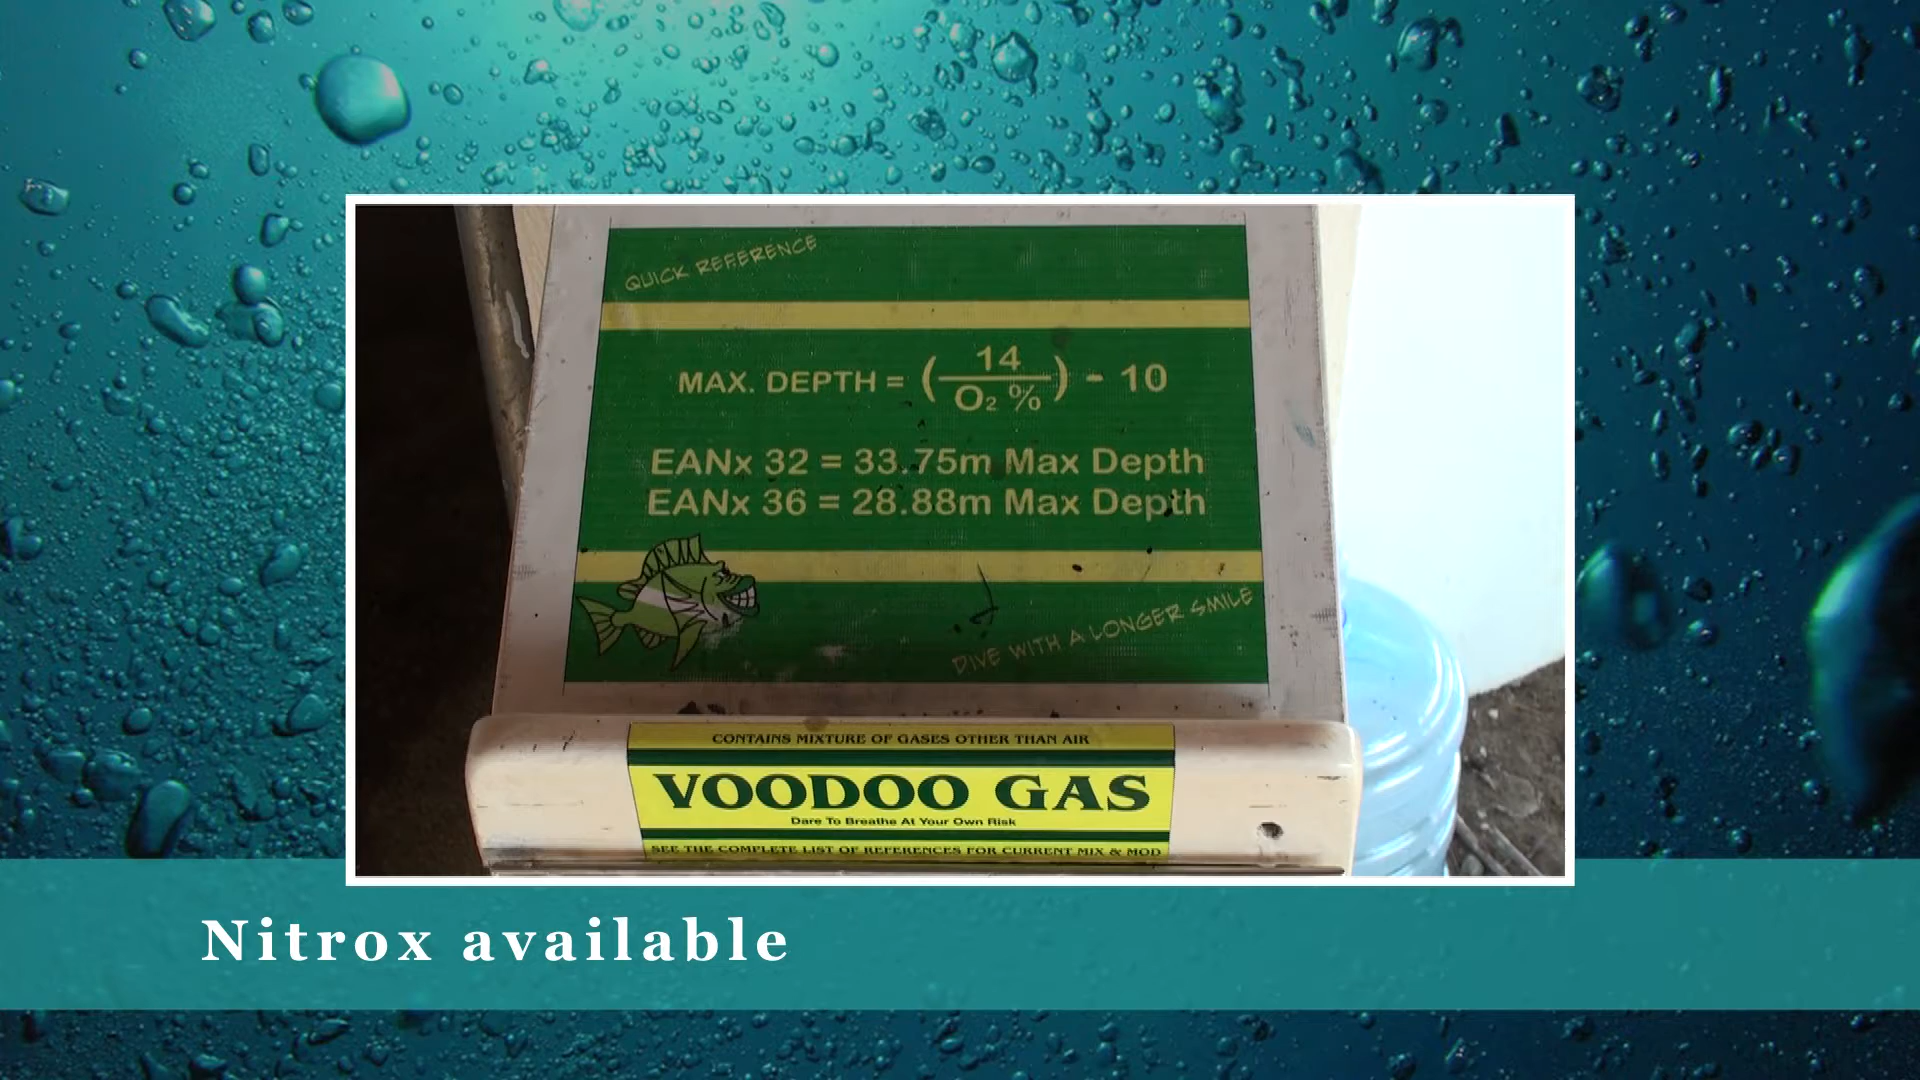 QUICK REFERENCE
MAX. DEPTH = (14 / O₂ %) - 10
EANx 32 = 33.75m Max Depth
EANx 36 = 28.88m Max Depth
DIVE WITH A LONGER SMILE
CONTAINS MIXTURE OF GASES OTHER THAN AIR
VOODOO GAS
Dare To Breathe At Your Own Risk
SEE THE COMPLETE LIST OF REFERENCES FOR CURRENT MIX & MOD
Nitrox available